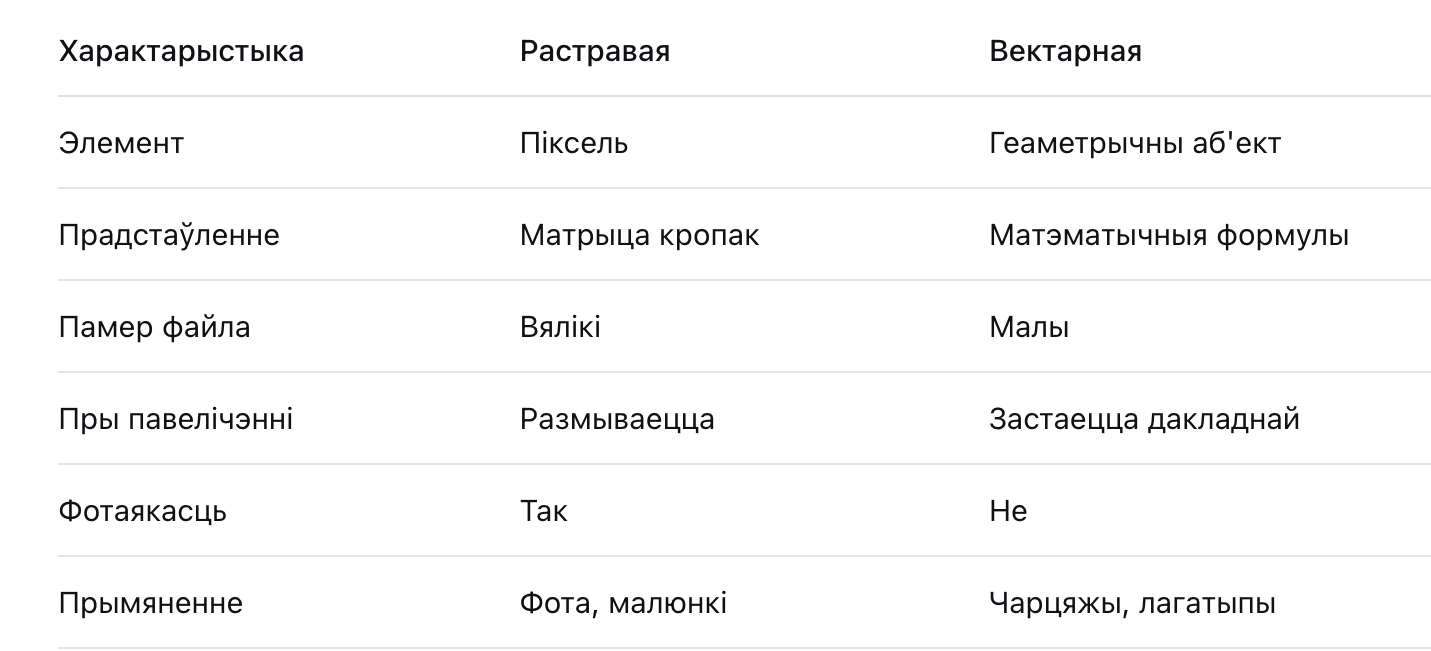 Характарыстыка Растравая Вектарная
Элемент Піксель Геаметрычны аб'ект
Прадстаўленне Матрыца кропак Матэматычныя формулы
Памер файла Вялікі Малы
Пры павелічэнні Размываецца Застаецца дакладнай
Фотаякасць Так Не
Прымяненне Фота, малюнкі Чарцяжы, лагатыпы